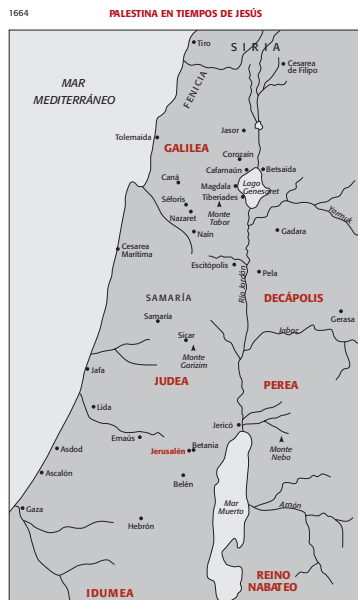 1664
PALESTINA EN TIEMPOS DE JESÚS
Tiro
SIRIA
Cesarea
de Filipo
MAR
MEDITERRÁNEO
FENICIA
Tolemaida
Jasor
GALILEA
Corozaín
Cafarnaún
Betsaida
Caná
Magdala
Lago
Genesaret
Tiberíades
Séforis
Monte
Tabor
Nazaret
Yarmuk
Naín
Gadara
Cesarea
Marítima
Escitópolis
Pela
Río Jordán
SAMARÍA
DECÁPOLIS
Samaría
Gerasa
Sicar
Jaboc
Monte
Garizim
Jafa
JUDEA
PEREA
Lida
Jericó
Emaús
Betania
Jerusalén
Monte
Nebo
Asdod
Ascalón
Belén
Mar
Muerto
Arnón
Gaza
Hebrón
IDUMEA
REINO
NABATEO